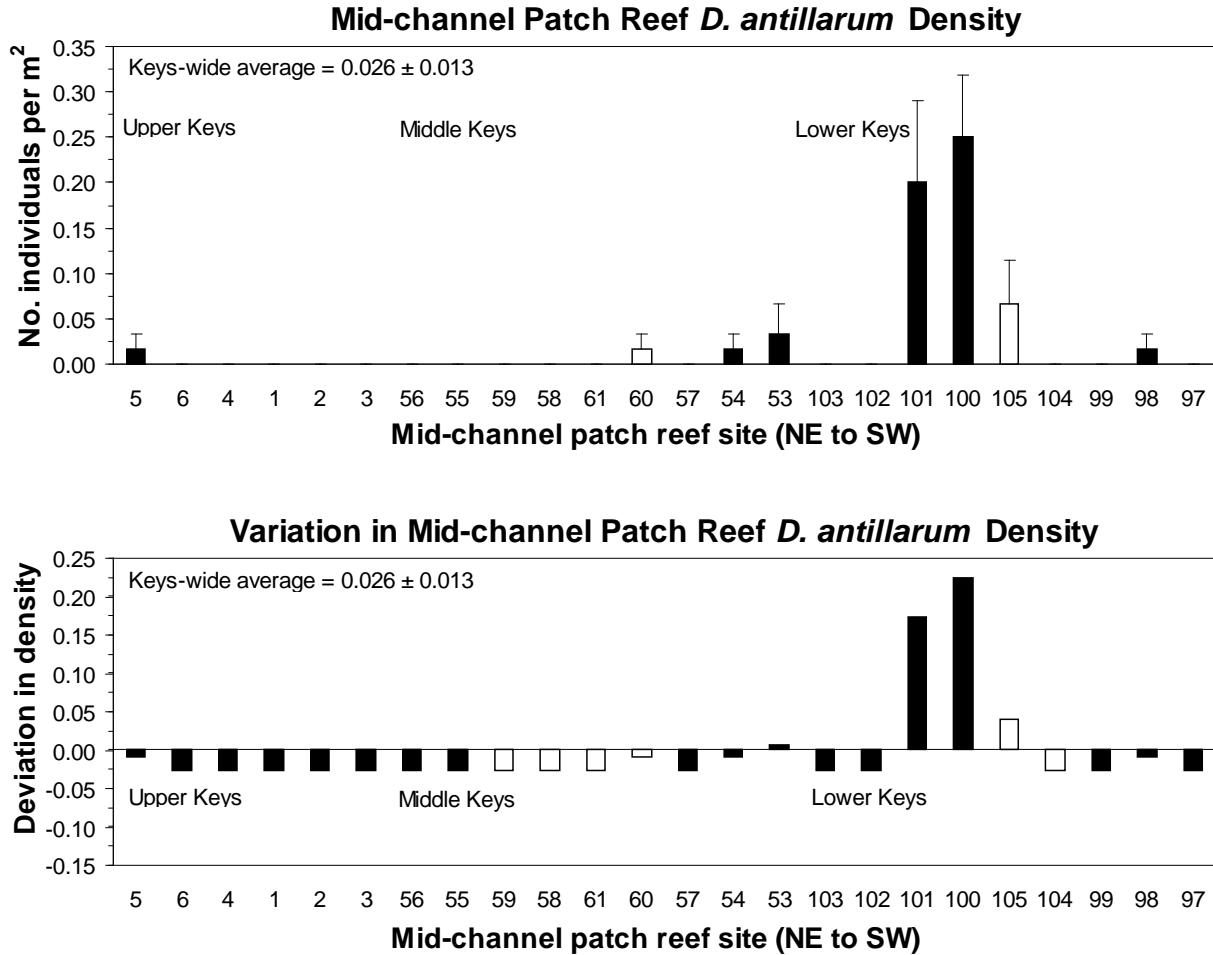 Mid-channel Patch Reef D. antillarum Density
Keys-wide average = 0.026 ± 0.013
Upper Keys Middle Keys Lower Keys
No. individuals per m²
0.35
0.30
0.25
0.20
0.15
0.10
0.05
0.00
5 6 4 1 2 3 56 55 59 58 61 60 57 54 53 103 102 101 100 105 104 99 98 97
Mid-channel patch reef site (NE to SW)
Variation in Mid-channel Patch Reef D. antillarum Density
Keys-wide average = 0.026 ± 0.013
Deviation in density
0.25
0.20
0.15
0.10
0.05
0.00
-0.05
-0.10
-0.15
Upper Keys Middle Keys Lower Keys
5 6 4 1 2 3 56 55 59 58 61 60 57 54 53 103 102 101 100 105 104 99 98 97
Mid-channel patch reef site (NE to SW)